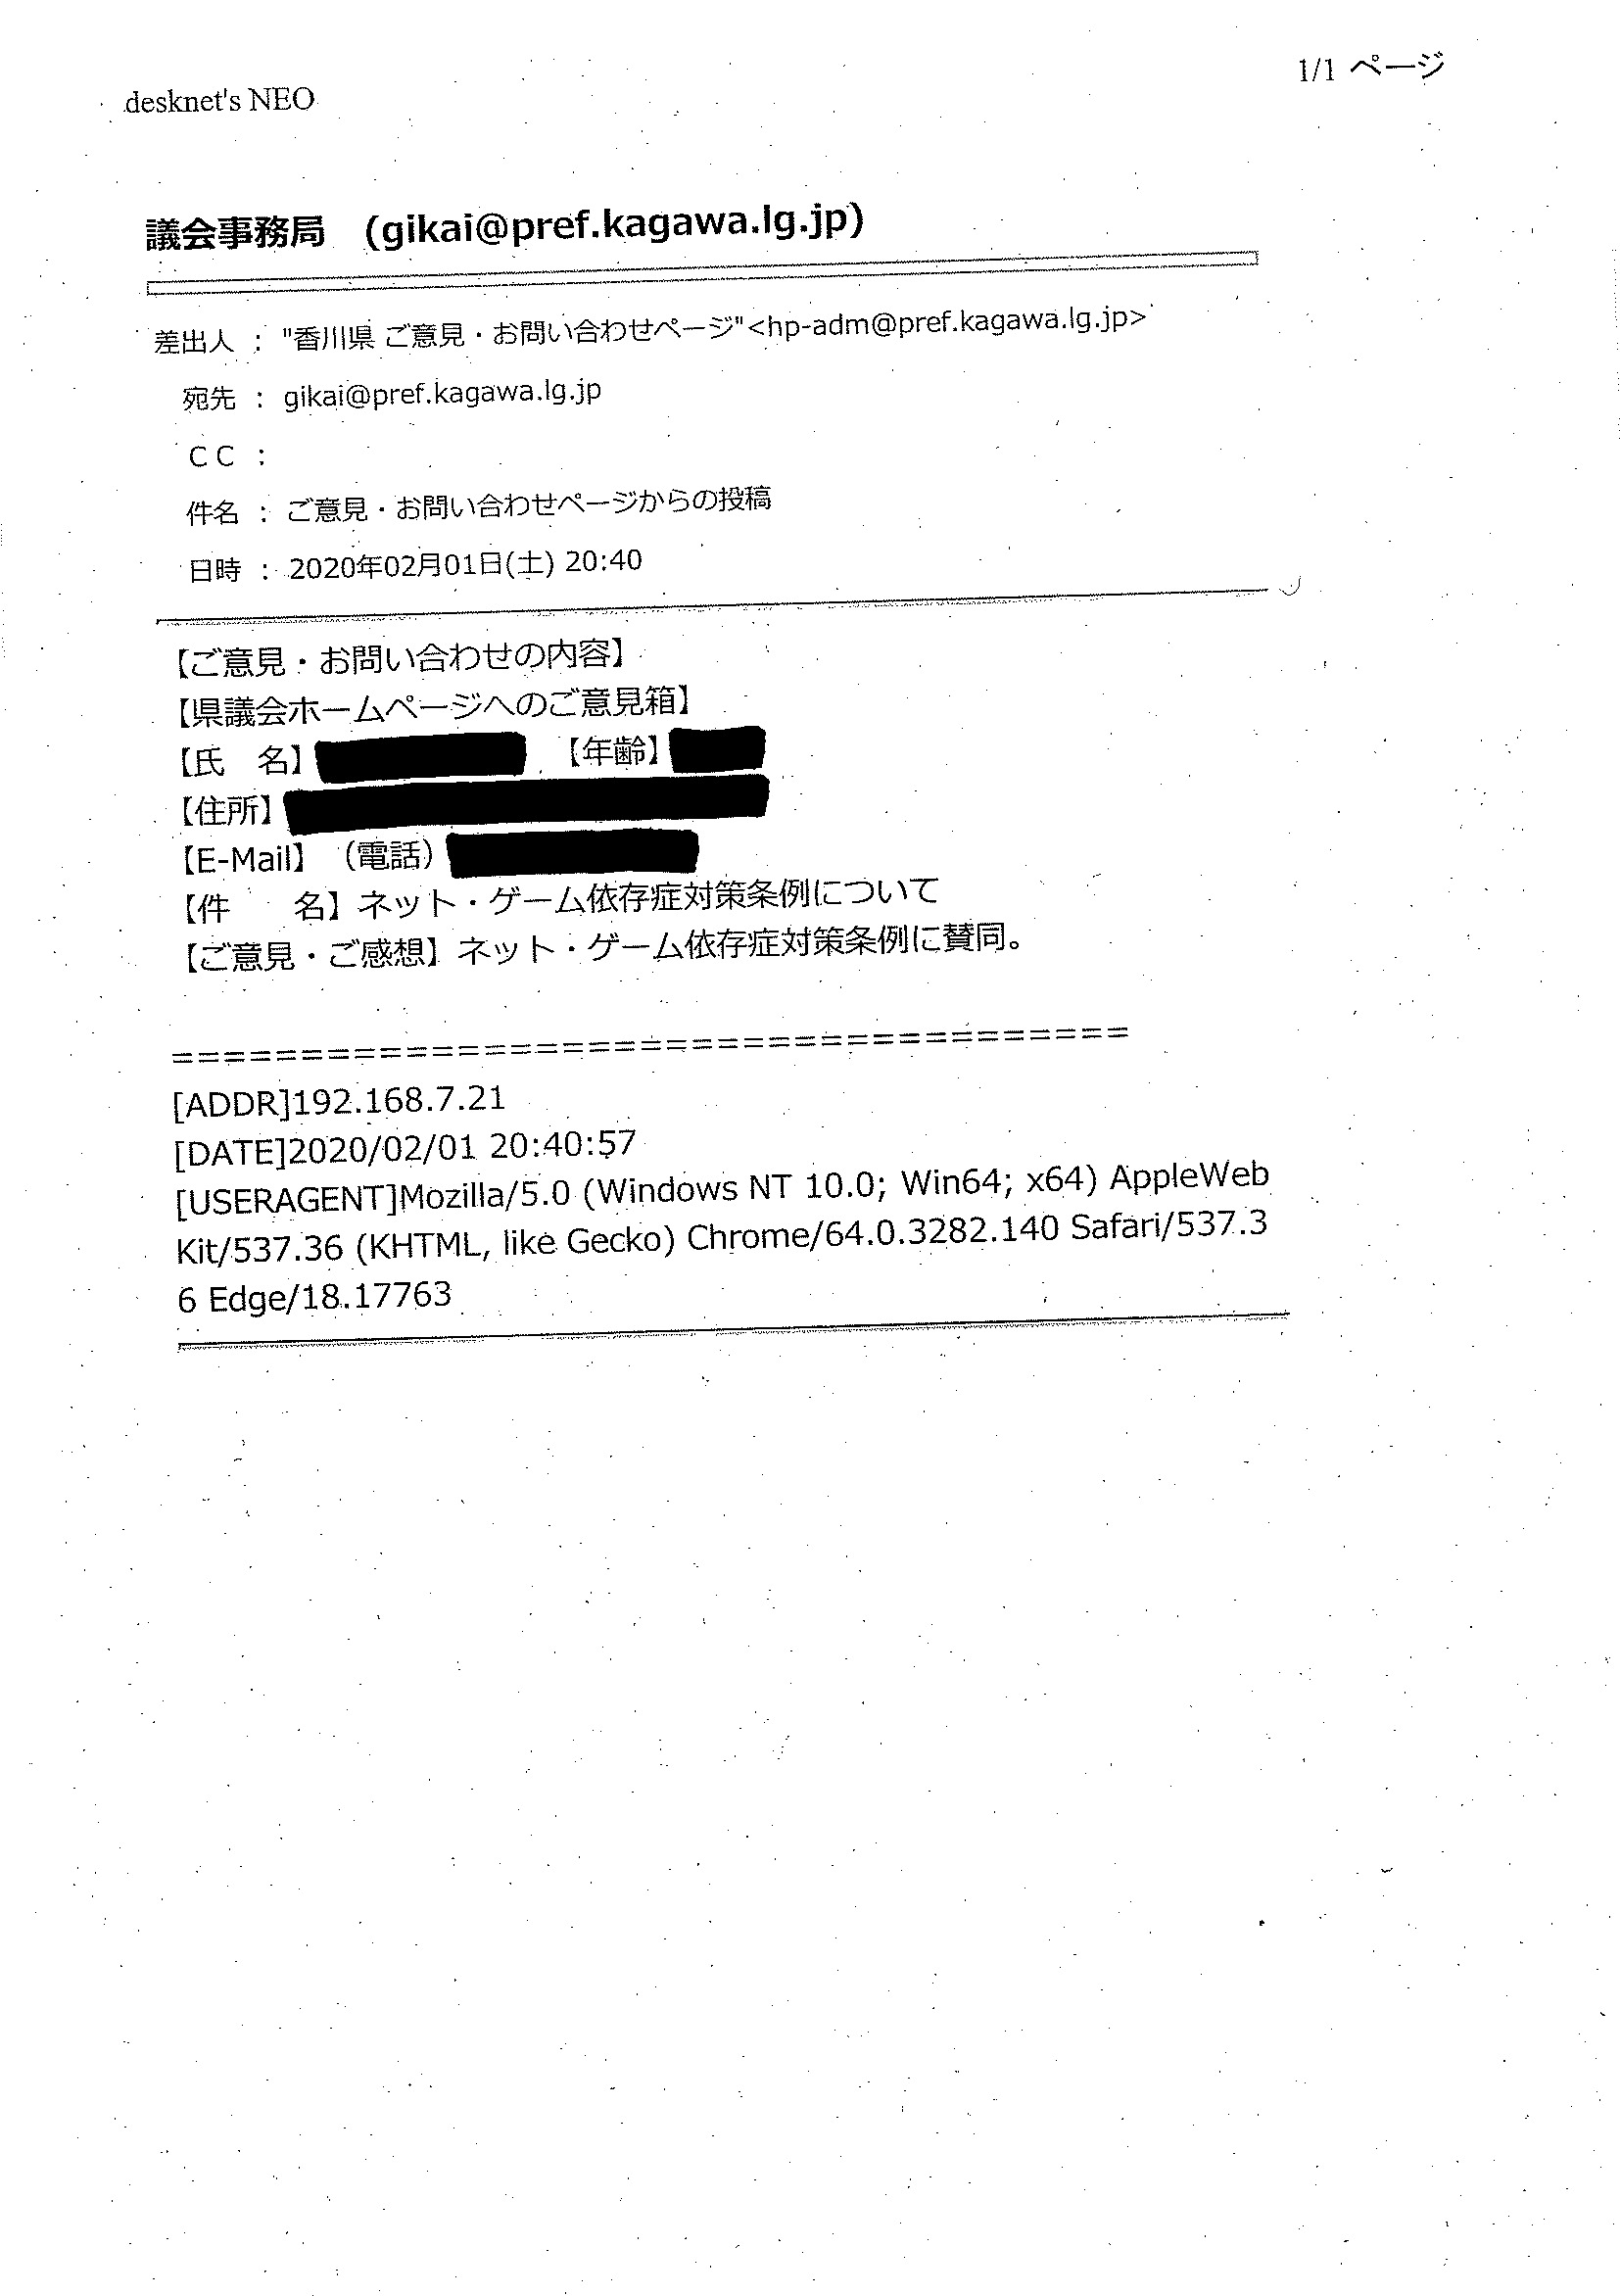 1/1 ページ
desknet's NEO
議会事務局　(gikai@pref.kagawa.lg.jp)
差出人 ： "香川県 ご意見・お問い合わせページ"<hp-adm@pref.kagawa.lg.jp>
宛先 ： gikai@pref.kagawa.lg.jp
CC ：
件名 ： ご意見・お問い合わせページからの投稿
日時 ： 2020年02月01日(土) 20:40
【ご意見・お問い合わせの内容】
【県議会ホームページへのご意見箱】
【氏　名】　【年齢】
【住所】
【E-Mail】（電話）
【件　　名】ネット・ゲーム依存症対策条例について
【ご意見・ご感想】ネット・ゲーム依存症対策条例に賛同。
=====================================
[ADDR]192.168.7.21
[DATE]2020/02/01 20:40:57
[USERAGENT]Mozilla/5.0 (Windows NT 10.0; Win64; x64) AppleWeb
Kit/537.36 (KHTML, like Gecko) Chrome/64.0.3282.140 Safari/537.3
6 Edge/18.17763